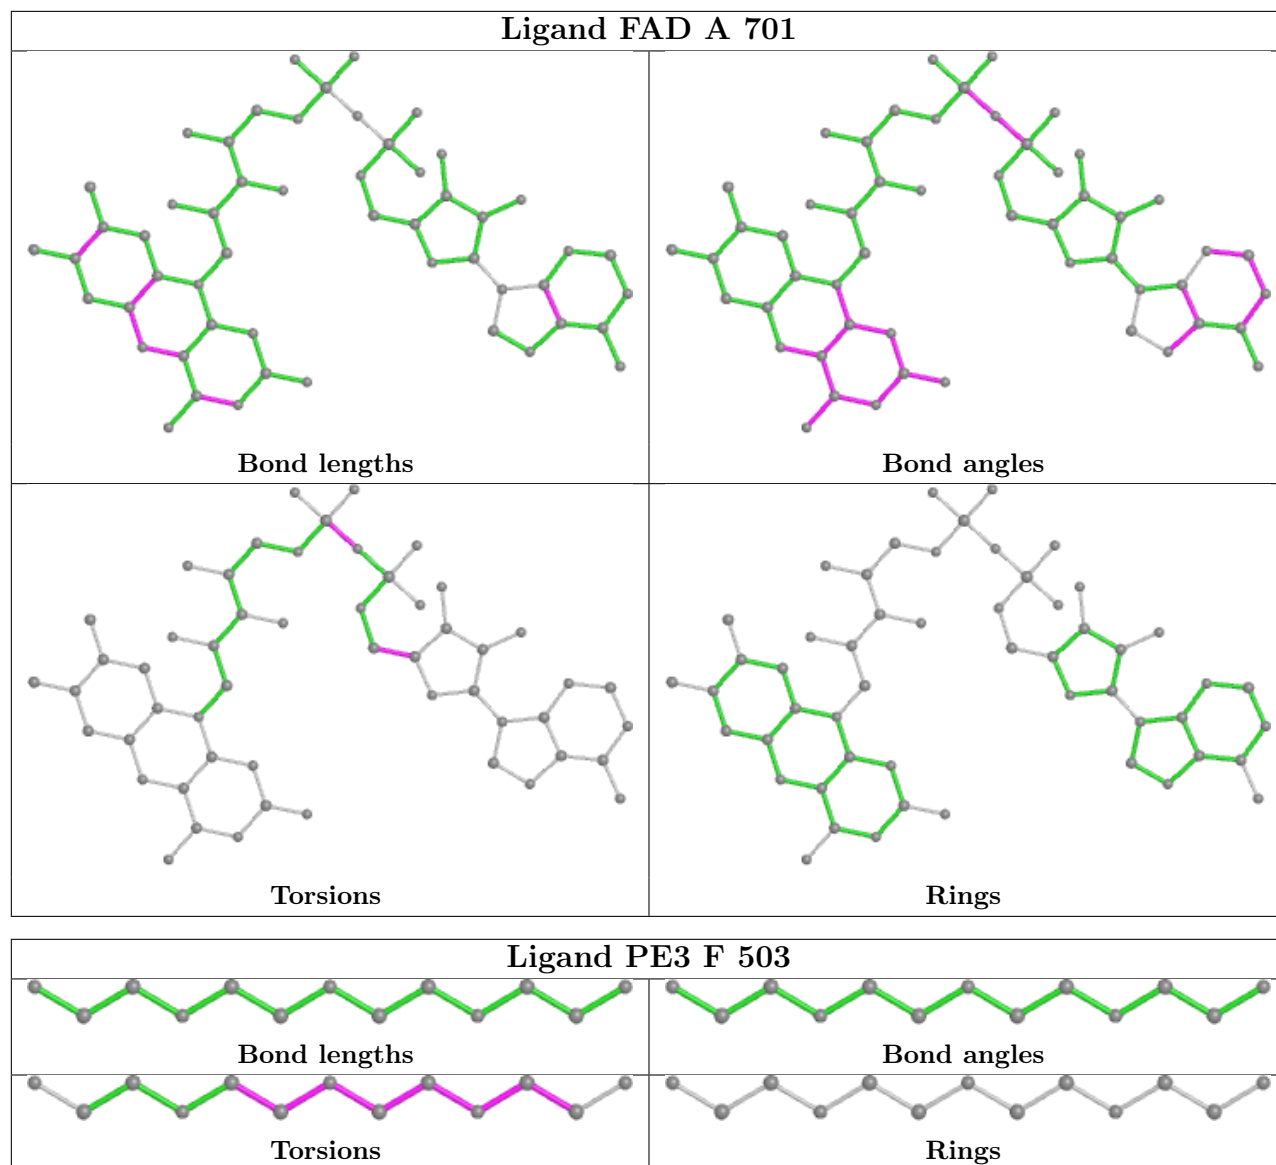 Ligand FAD A 701
Bond lengths
Bond angles
Torsions
Rings
Ligand PE3 F 503
Bond lengths
Bond angles
Torsions
Rings